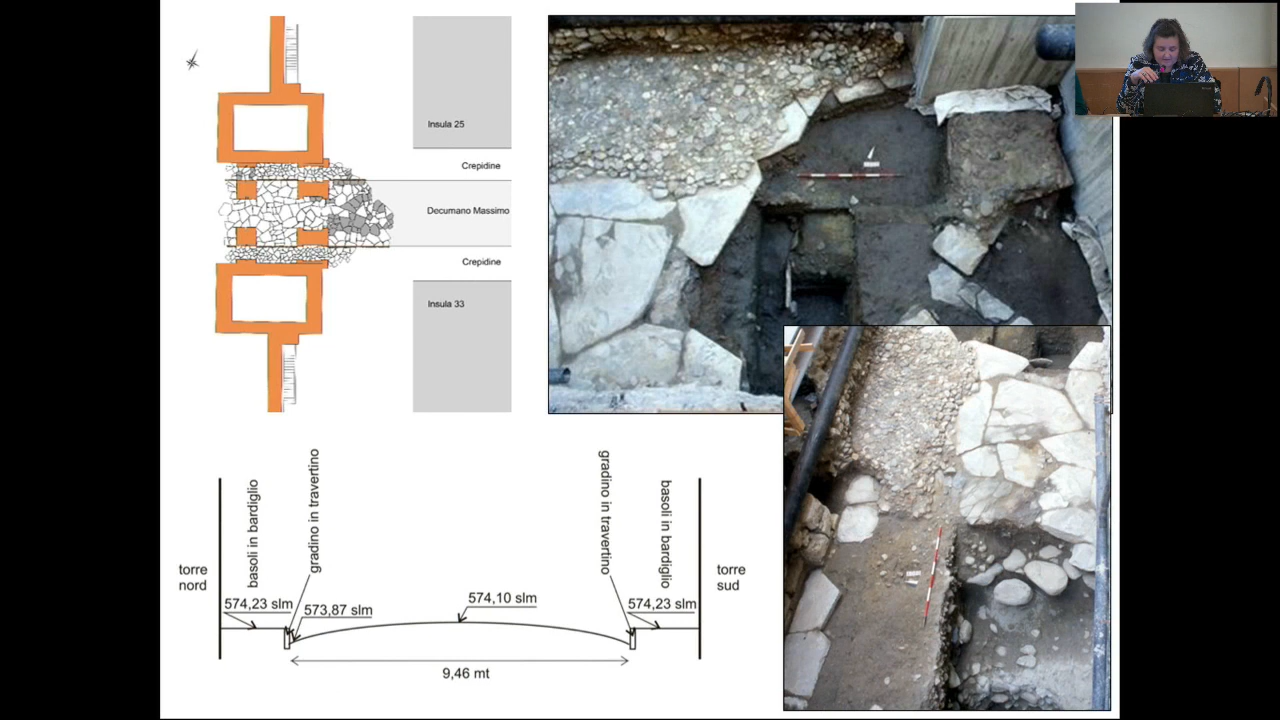 Insula 25
Crepidine
Decumano Massimo
Crepidine
Insula 33
torre
nord
basoli in bardiglio
gradino in travertino
gradino in travertino
basoli in bardiglio
torre
sud
574,23 slm
573,87 slm
574,10 slm
574,23 slm
9,46 mt